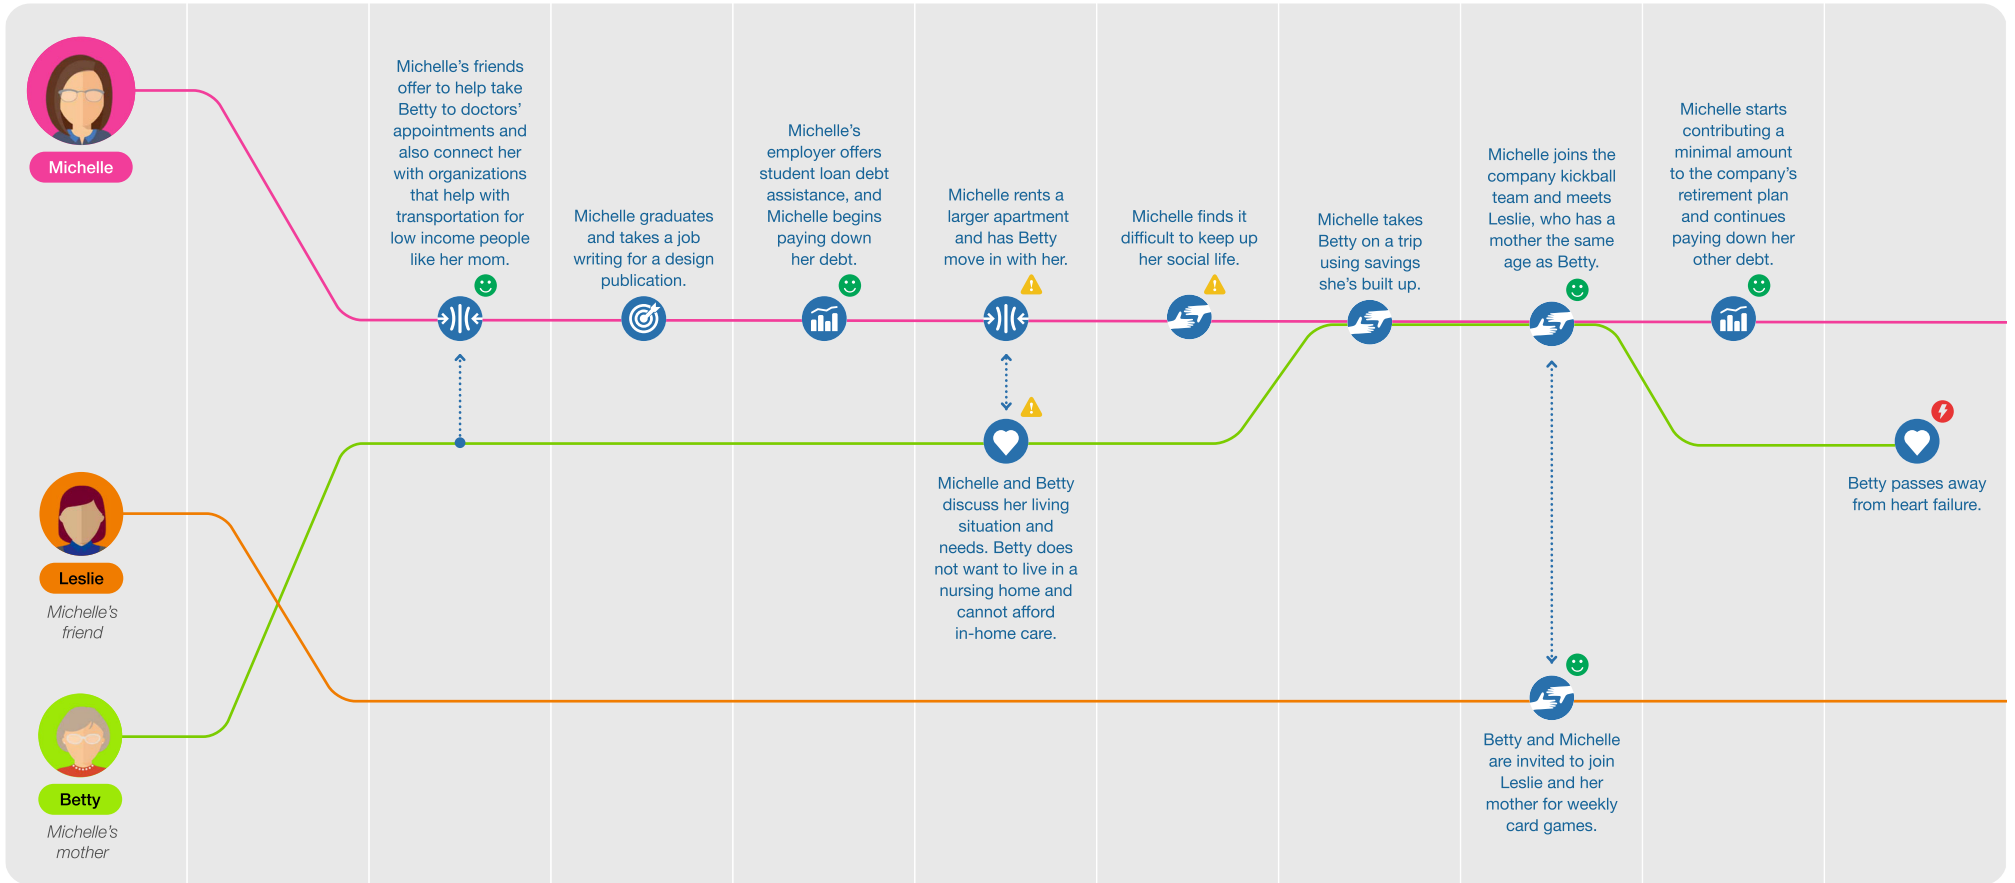 Michelle
Michelle’s friends
offer to help take
Betty to doctors’
appointments and
also connect her
with organizations
that help with
transportation for
low income people
like her mom.
Michelle graduates
and takes a job
writing for a design
publication.
Michelle’s
employer offers
student loan debt
assistance, and
Michelle begins
paying down
her debt.
Michelle rents a
larger apartment
and has Betty
move in with her.
Michelle finds it
difficult to keep up
her social life.
Michelle takes
Betty on a trip
using savings
she’s built up.
Michelle joins the
company kickball
team and meets
Leslie, who has a
mother the same
age as Betty.
Michelle starts
contributing a
minimal amount
to the company’s
retirement plan
and continues
paying down her
other debt.
Michelle and Betty
discuss her living
situation and
needs. Betty does
not want to live in a
nursing home and
cannot afford
in-home care.
Betty passes away
from heart failure.
Leslie
Michelle’s
friend
Betty and Michelle
are invited to join
Leslie and her
mother for weekly
card games.
Betty
Michelle’s
mother